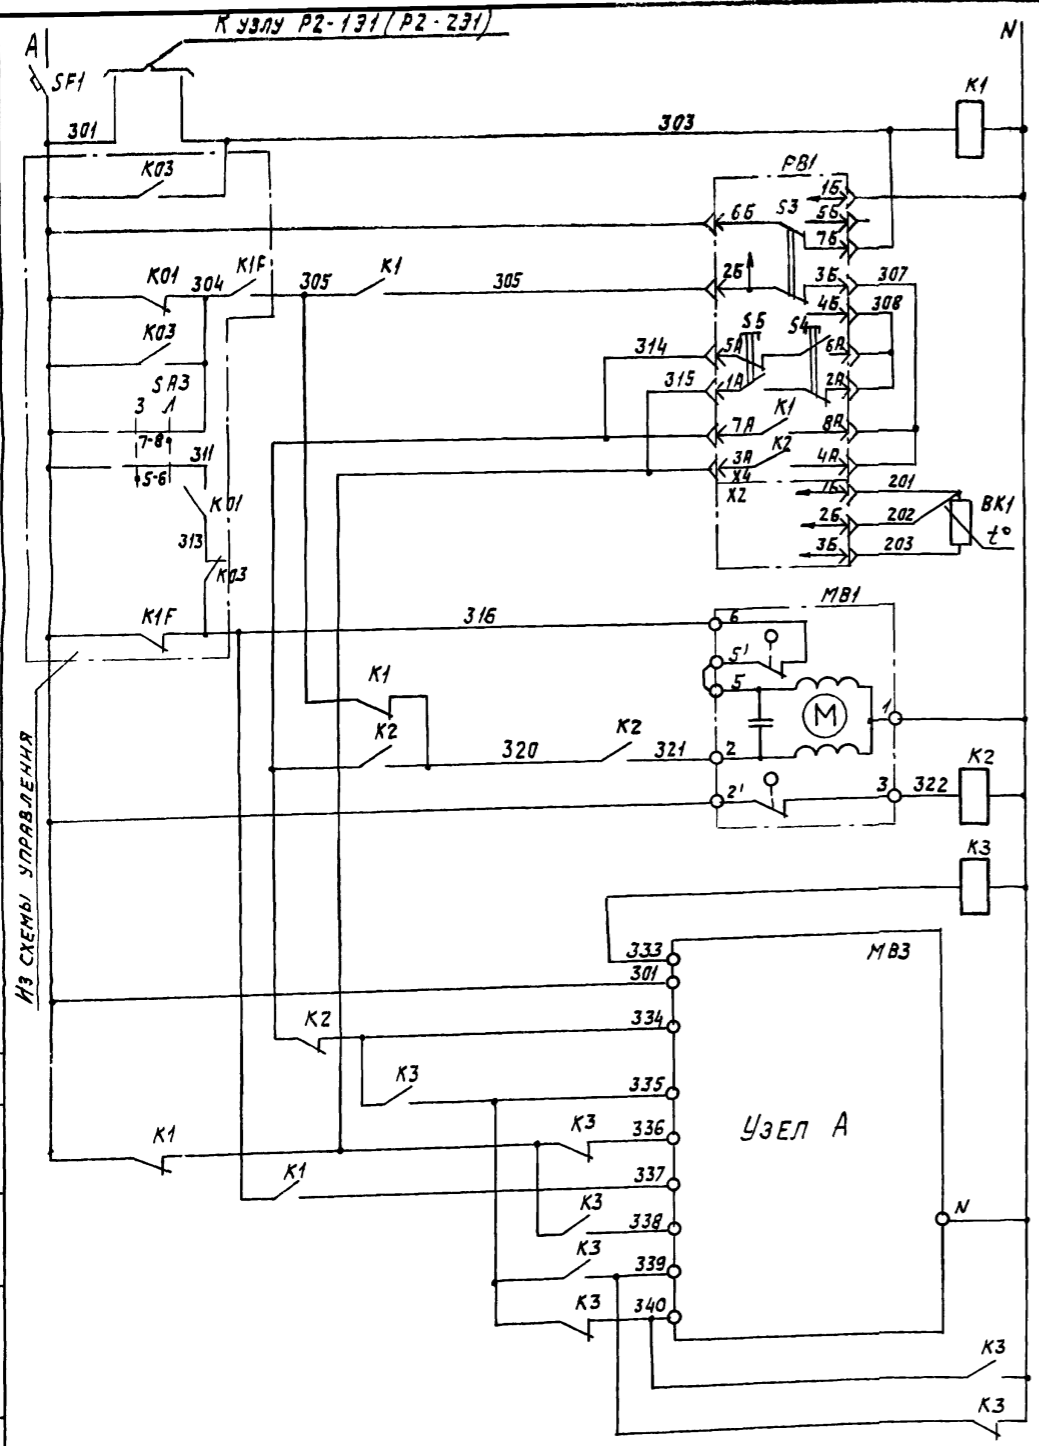 К УЗЛУ Р2-1Э1 (Р2-2Э1)
А
N
SF1
К1
301
303
К03
РВ1
1Б
6Б S3 5Б
7Б
К01 304 К1F 305 К1 305
2Б 3Б 307
4Б 308
К03
S5 S4
314 5А 6А
SА3
315 1А 2А
3 Л
7-8
К1
7А 8А
311
К2
5-6
3А 4А
Х4
Х2
1Б 201
К01
ВК1
2Б 202
t°
313
3Б 203
К03
МВ1
К1F
316
6
5'
К1
5
М
1
К2
320
К2
321
2
К2
2'
3 322
ИЗ СХЕМЫ УПРАВЛЕНИЯ
К3
333
МВ3
301
К2
334
К3
335
УЗЕЛ А
К1
К3 336
К1
337
К3 338
N
К3
339
К3 340
К3
К3